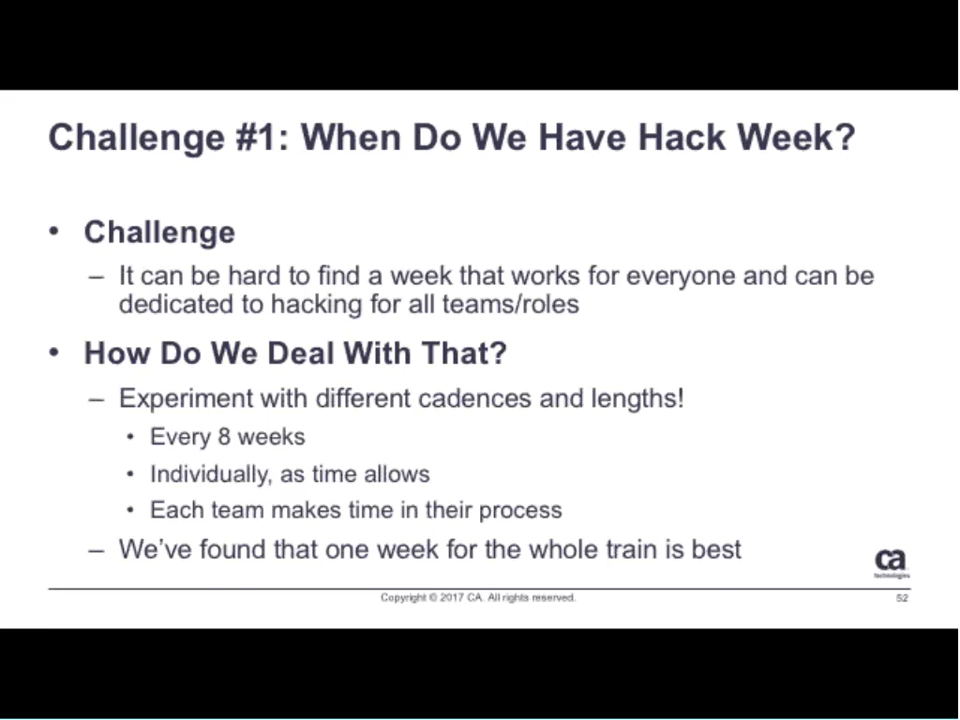 Challenge #1: When Do We Have Hack Week?
• Challenge
– It can be hard to find a week that works for everyone and can be
dedicated to hacking for all teams/roles
• How Do We Deal With That?
– Experiment with different cadences and lengths!
• Every 8 weeks
• Individually, as time allows
• Each team makes time in their process
– We’ve found that one week for the whole train is best
ca
technologies
Copyright © 2017 CA. All rights reserved.
52